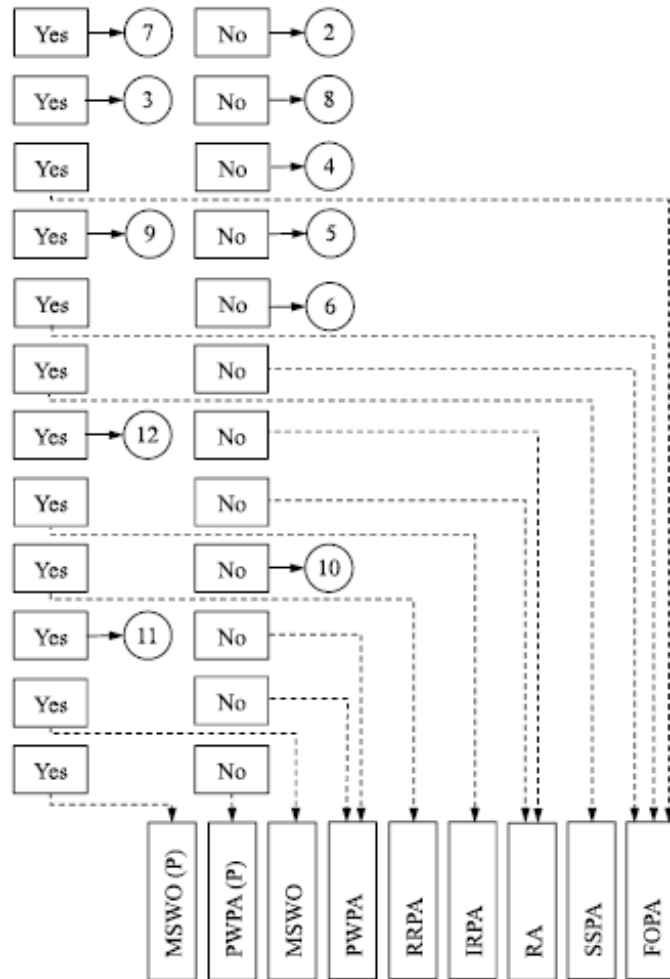 Yes 7 No 2
Yes 3 No 8
Yes No 4
Yes 9 No 5
Yes No 6
Yes No
Yes 12 No
Yes No
Yes No 10
Yes 11 No
Yes No
Yes No
MSWO (P) PWPA (P) MSWO PWPA RRPA IRPA RA SSPA FOPA